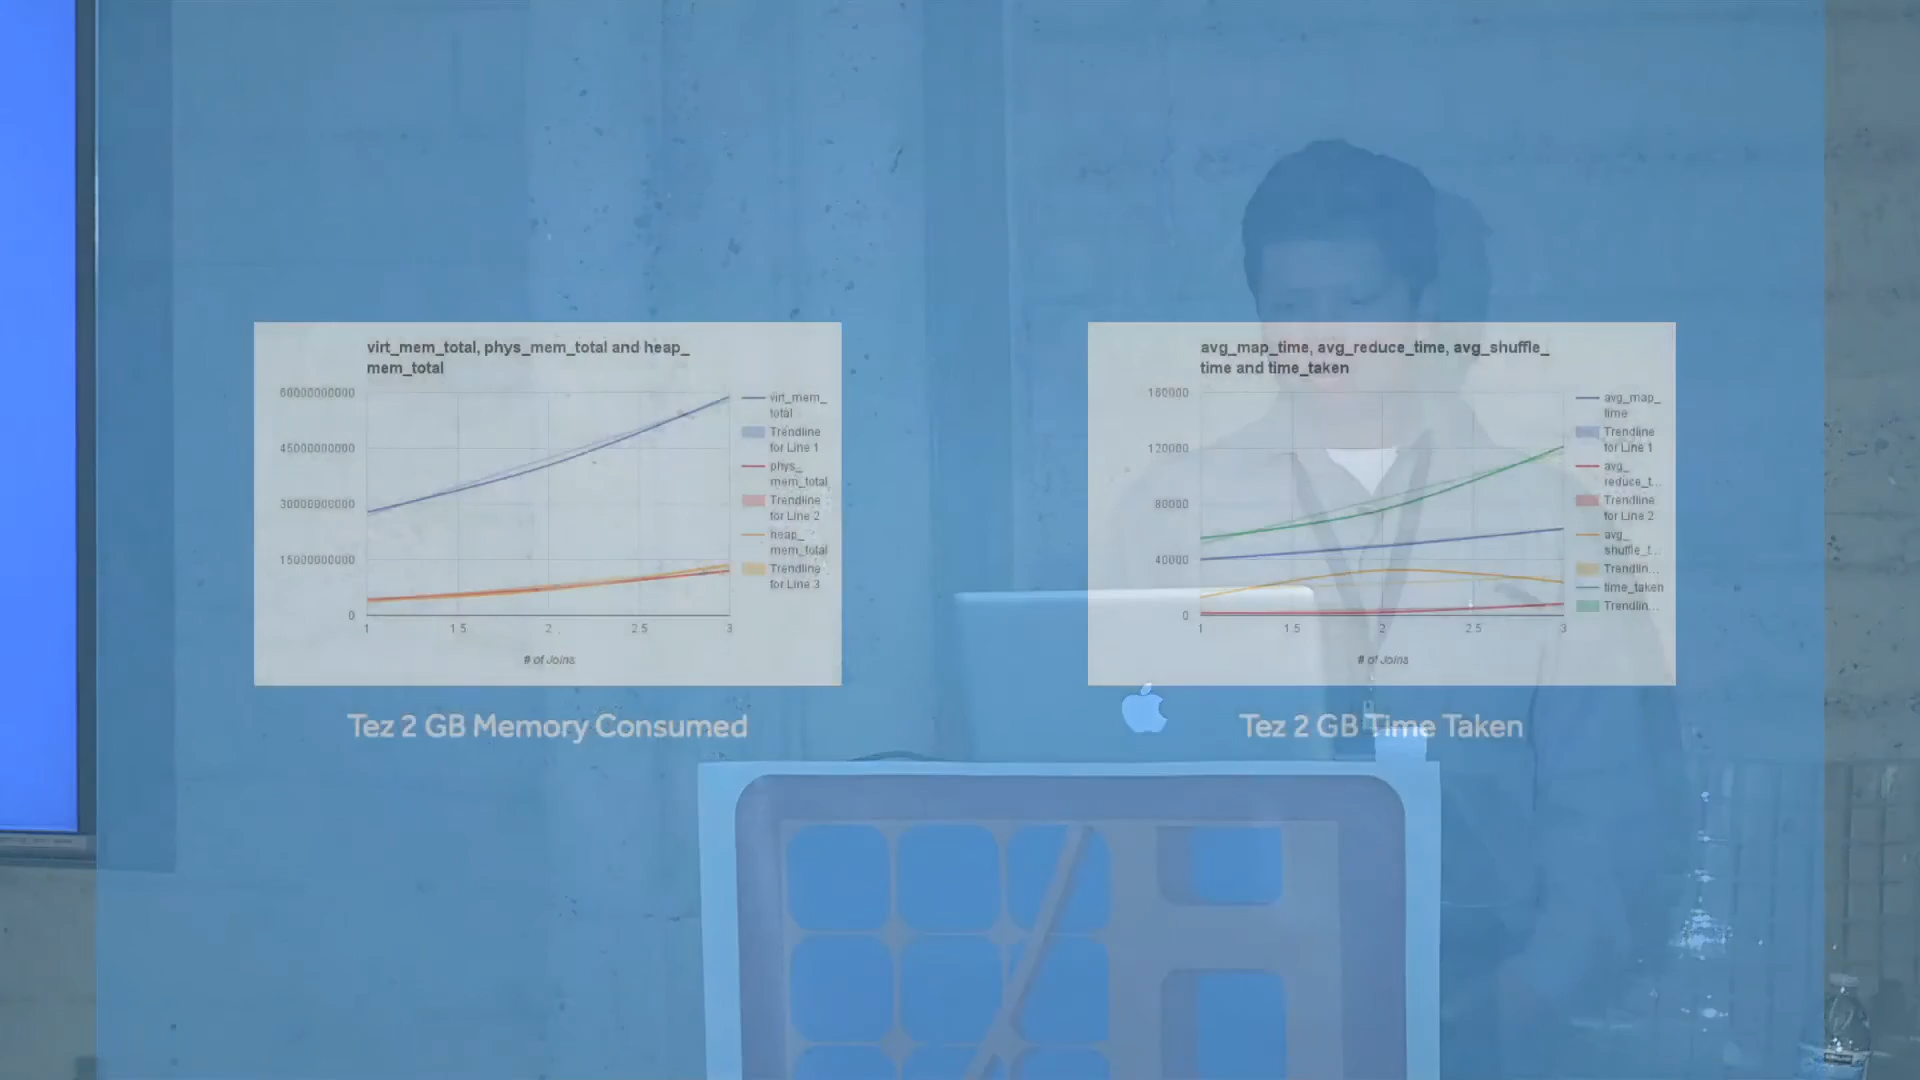 virt_mem_total, phys_mem_total and heap_
mem_total
60000000000
45000000000
30000000000
15000000000
0
1
1.5
2
2.5
3
# of Joins
virt_mem_
total
Trendline
for Line 1
phys_
mem_total
Trendline
for Line 2
heap_
mem_total
Trendline
for Line 3
Tez 2 GB Memory Consumed
avg_map_time, avg_reduce_time, avg_shuffle_
time and time_taken
160000
120000
80000
40000
0
1
1.5
2
2.5
3
# of Joins
avg_map_
time
Trendline
for Line 1
avg_
reduce_t...
Trendline
for Line 2
avg_
shuffle_t...
Trendlin...
time_taken
Trendlin...
Tez 2 GB Time Taken